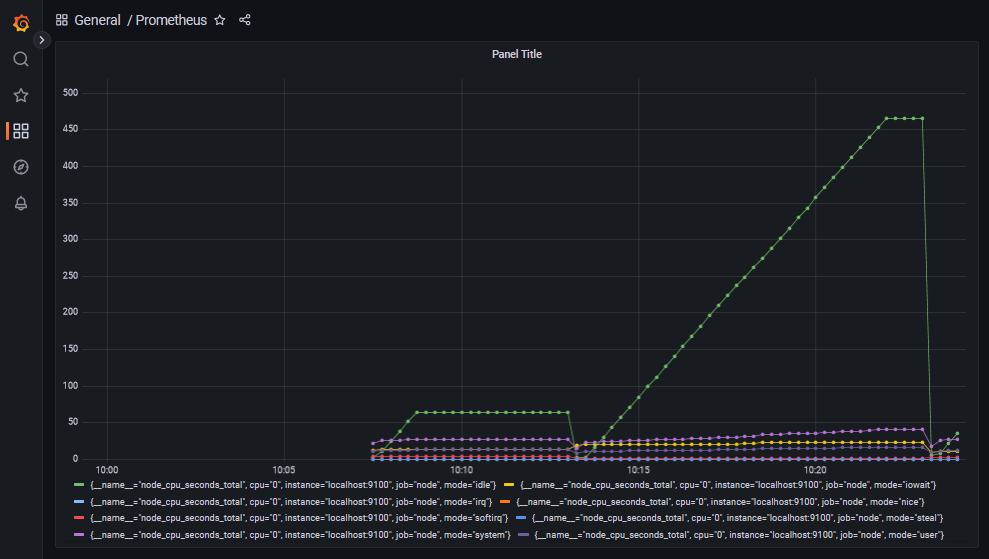 General / Prometheus
Panel Title
500
450
400
350
300
250
200
150
100
50
0
10:00 10:05 10:10 10:15 10:20
{__name__="node_cpu_seconds_total", cpu="0", instance="localhost:9100", job="node", mode="idle"} {__name__="node_cpu_seconds_total", cpu="0", instance="localhost:9100", job="node", mode="iowait"}
{__name__="node_cpu_seconds_total", cpu="0", instance="localhost:9100", job="node", mode="irq"} {__name__="node_cpu_seconds_total", cpu="0", instance="localhost:9100", job="node", mode="nice"}
{__name__="node_cpu_seconds_total", cpu="0", instance="localhost:9100", job="node", mode="softirq"} {__name__="node_cpu_seconds_total", cpu="0", instance="localhost:9100", job="node", mode="steal"}
{__name__="node_cpu_seconds_total", cpu="0", instance="localhost:9100", job="node", mode="system"} {__name__="node_cpu_seconds_total", cpu="0", instance="localhost:9100", job="node", mode="user"}